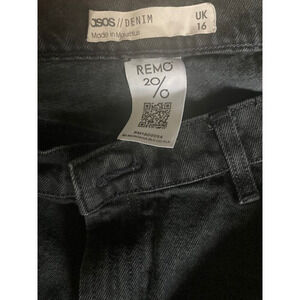 asos // DENIM
Made in Mauritius
UK
16
REMO
20
%